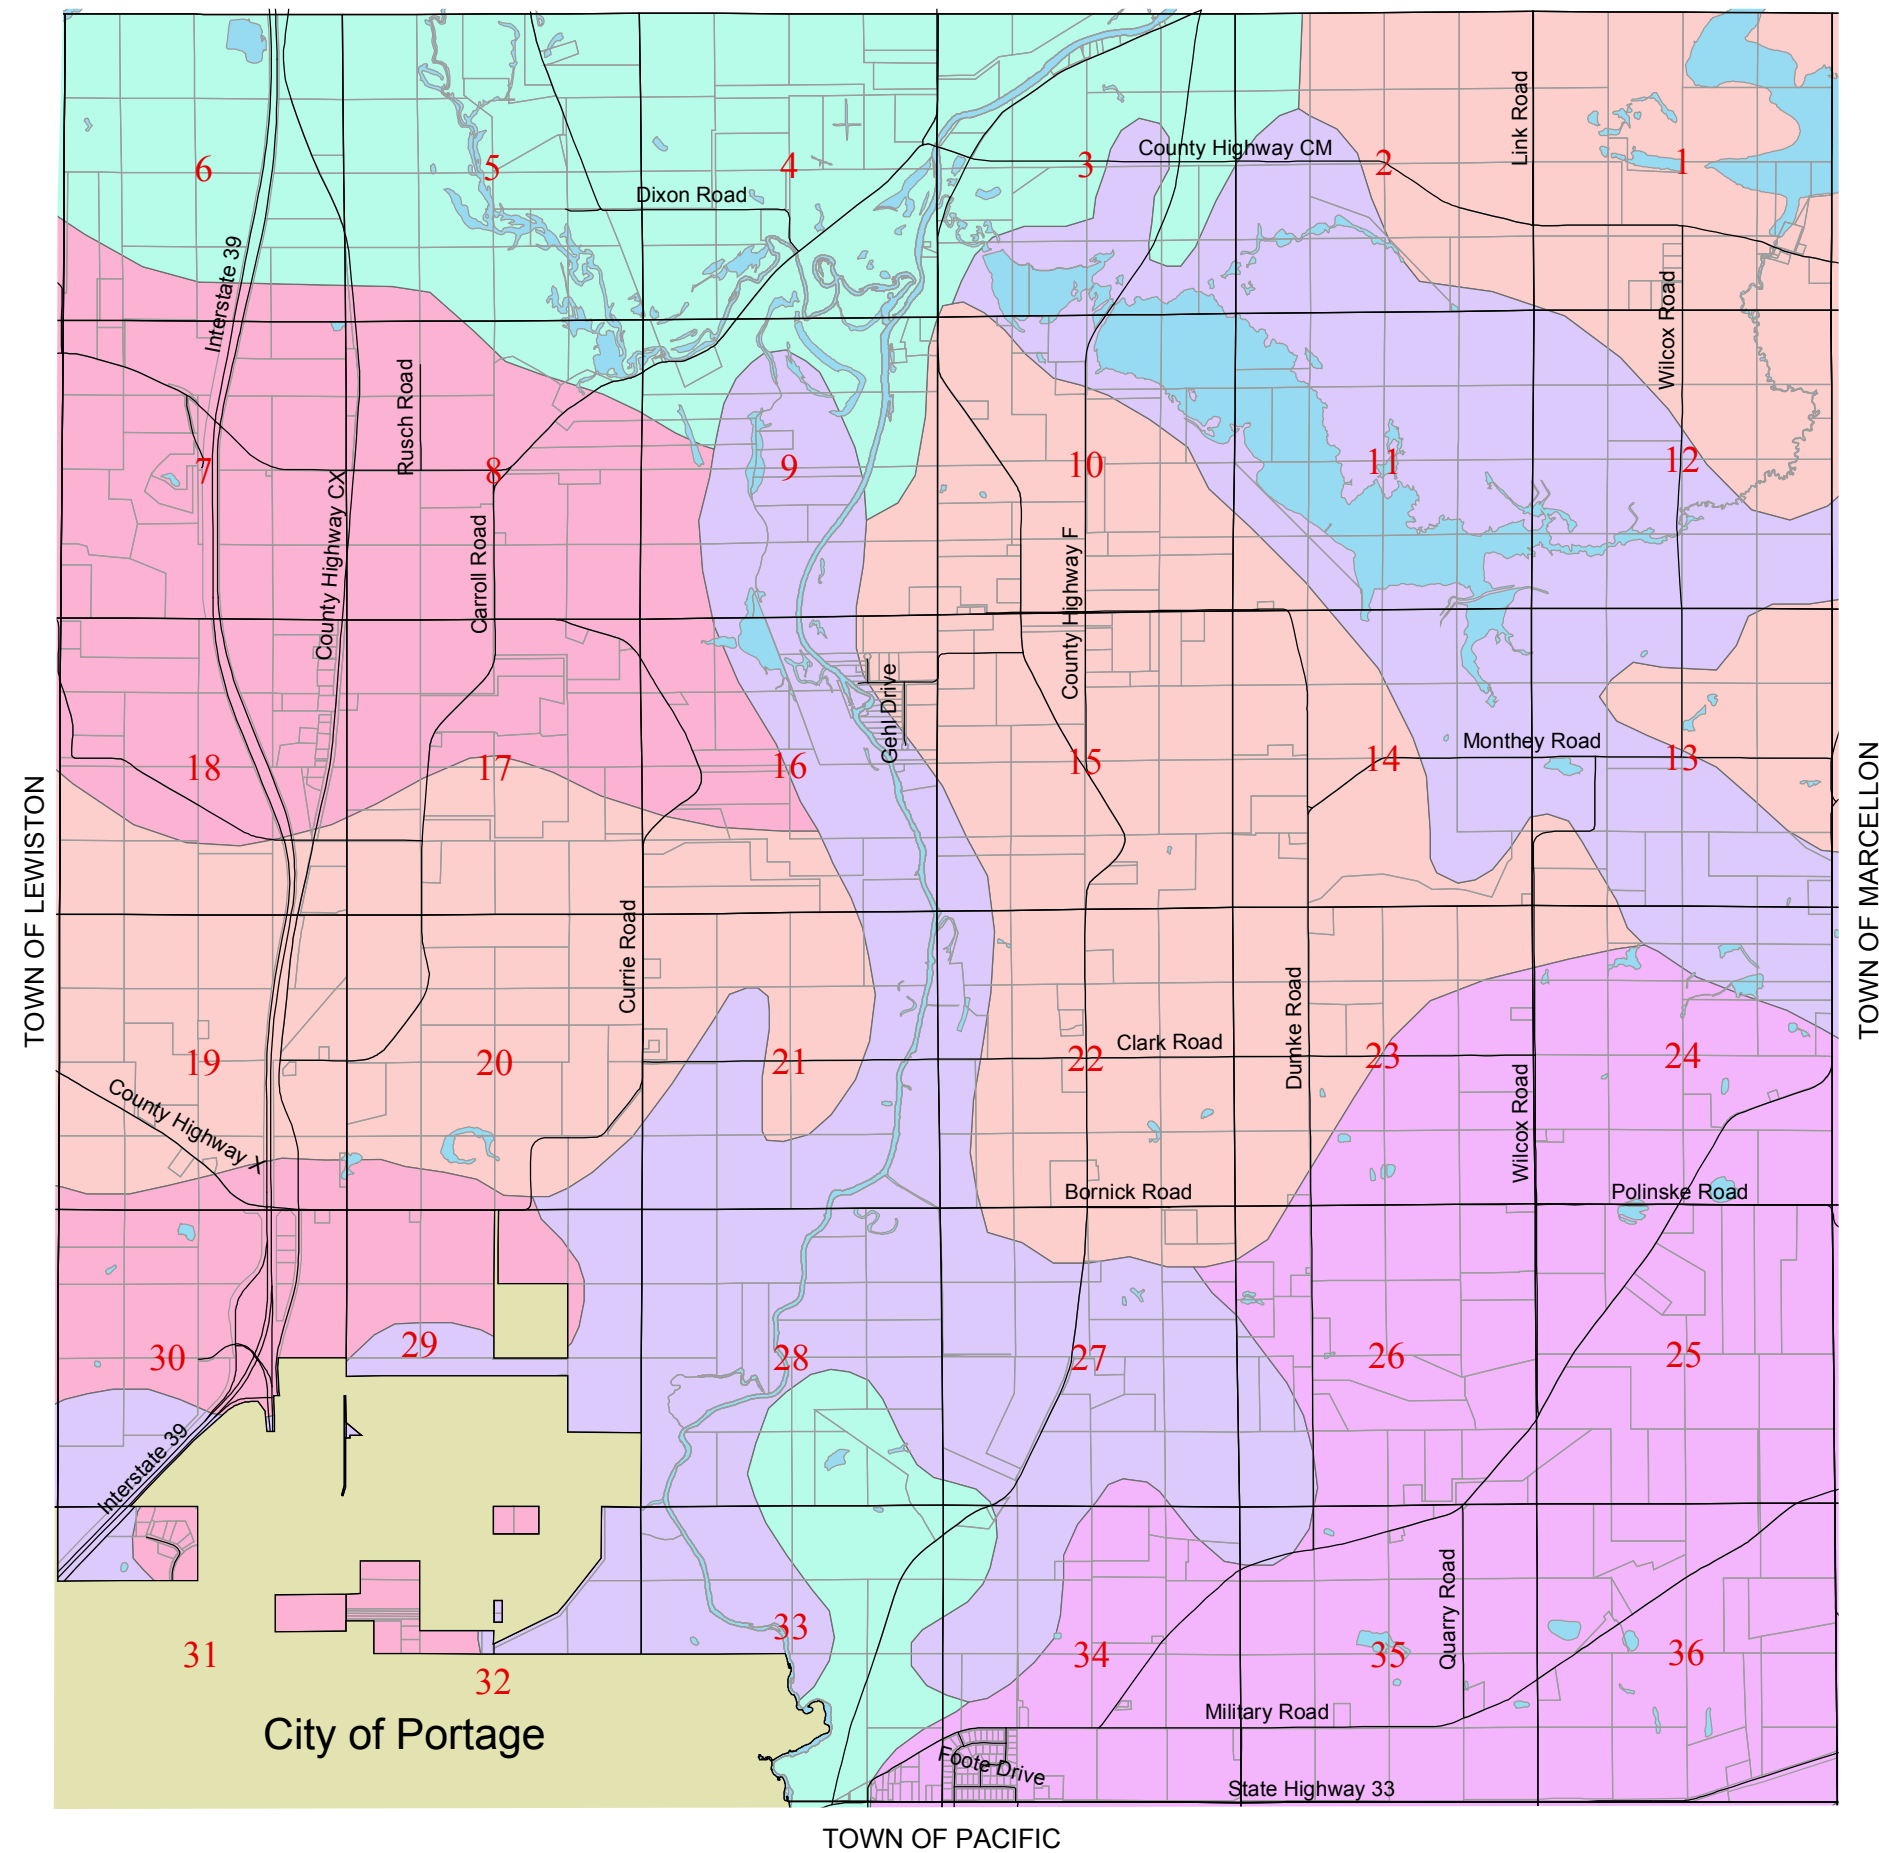 Link Road
County Highway CM
6
5
4
3
2
1
Dixon Road
Interstate 39
Wilcox Road
Rusch Road
7
8
9
10
11
12
County Highway CX
Carroll Road
County Highway F
Gehl Drive
Monthey Road
18
17
16
15
14
13
TOWN OF LEWISTON
TOWN OF MARCELLON
Currie Road
Dumke Road
Clark Road
19
20
21
22
23
24
County Highway X
Wilcox Road
Bornick Road
Polinske Road
30
29
28
27
26
25
Interstate 39
Quarry Road
31
32
33
34
35
36
City of Portage
Military Road
Foote Drive
State Highway 33
TOWN OF PACIFIC